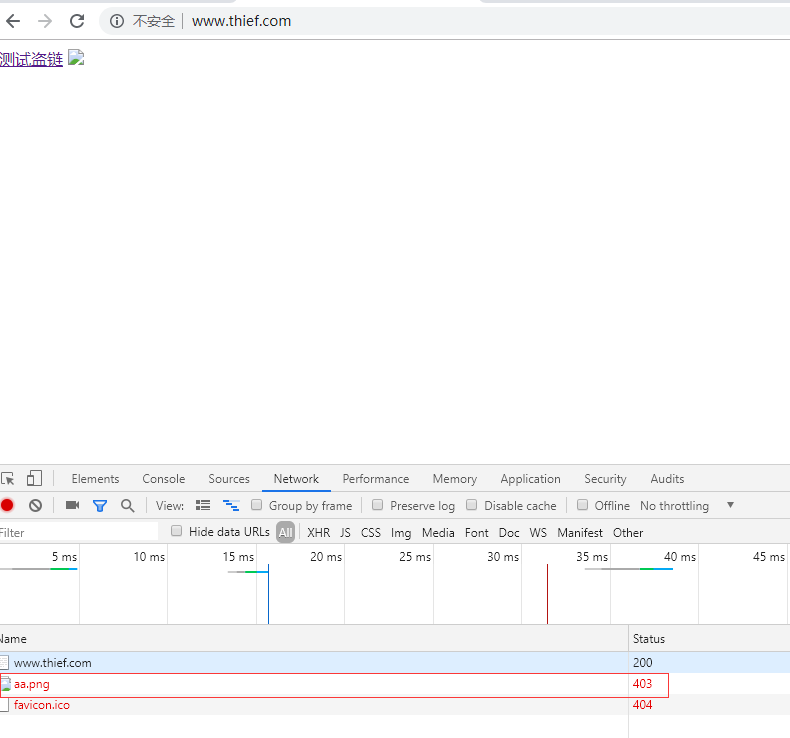 不安全 www.thief.com
测试盗链
Elements Console Sources Network Performance Memory Application Security Audits
View: Group by frame Preserve log Disable cache Offline No throttling
Filter Hide data URLs All XHR JS CSS Img Media Font Doc WS Manifest Other
5 ms 10 ms 15 ms 20 ms 25 ms 30 ms 35 ms 40 ms 45 ms
Name Status
www.thief.com 200
aa.png 403
favicon.ico 404